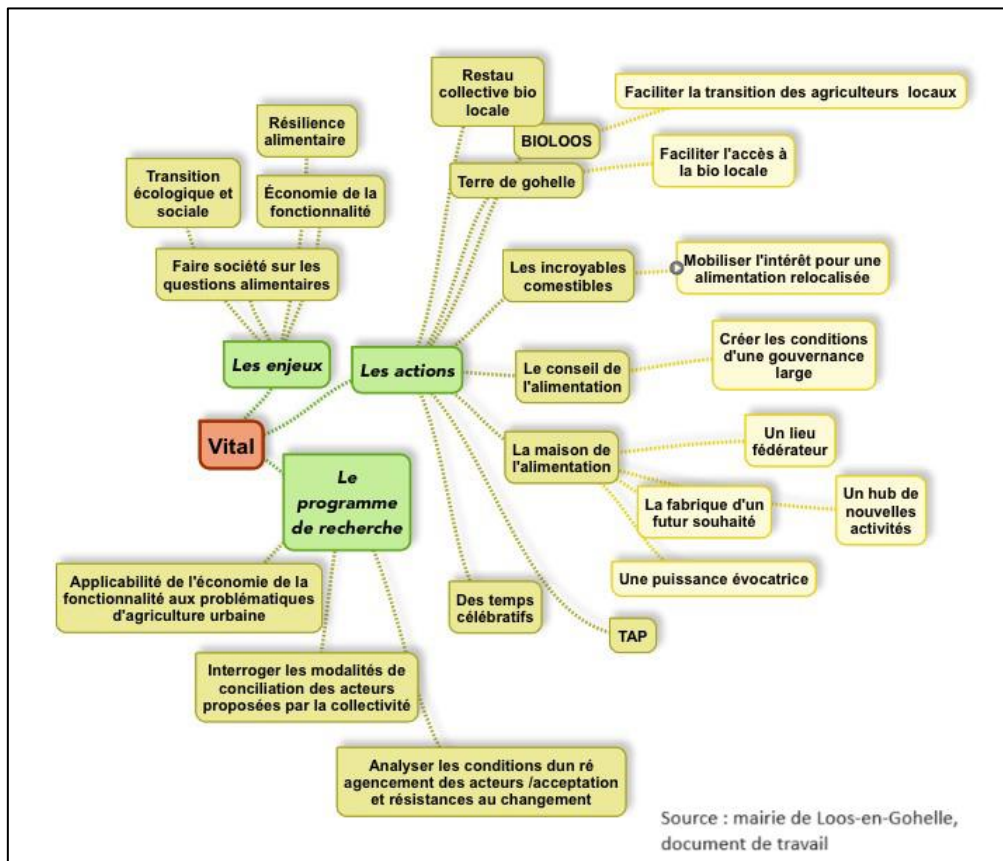 Restau
collective bio
locale
Faciliter la transition des agriculteurs locaux
Résilience
alimentaire
BIOLOOS
Faciliter l'accès à
la bio locale
Transition
écologique et
sociale
Économie de la
fonctionnalité
Terre de gohelle
Faire société sur les
questions alimentaires
Les incroyables
comestibles
Mobiliser l'intérêt pour une
alimentation relocalisée
Les enjeux
Les actions
Le conseil de
l'alimentation
Créer les conditions
d'une gouvernance
large
Vital
La maison de
l'alimentation
Un lieu
fédérateur
Le
programme
de recherche
La fabrique d'un
futur souhaité
Un hub de
nouvelles
activités
Une puissance évocatrice
Applicabilité de l'économie de la
fonctionnalité aux problématiques
d'agriculture urbaine
Des temps
célébratifs
TAP
Interroger les modalités de
conciliation des acteurs
proposées par la collectivité
Analyser les conditions dun ré
agencement des acteurs /acceptation
et résistances au changement
Source : mairie de Loos-en-Gohelle,
document de travail